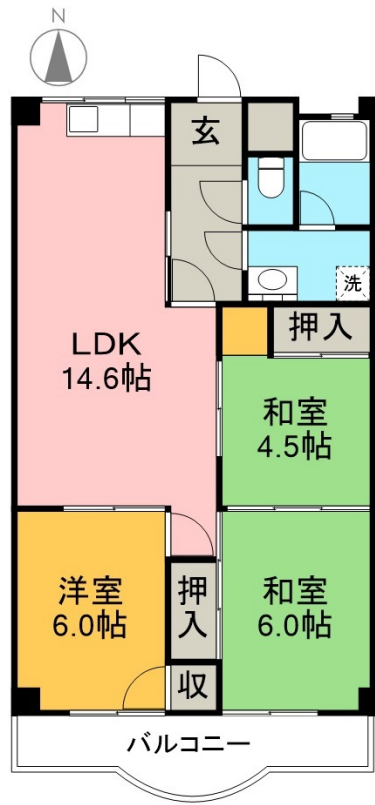 N
玄
洗
押入
LDK
14.6帖
和室
4.5帖
洋室
6.0帖
押
入
和室
6.0帖
収
バルコニー